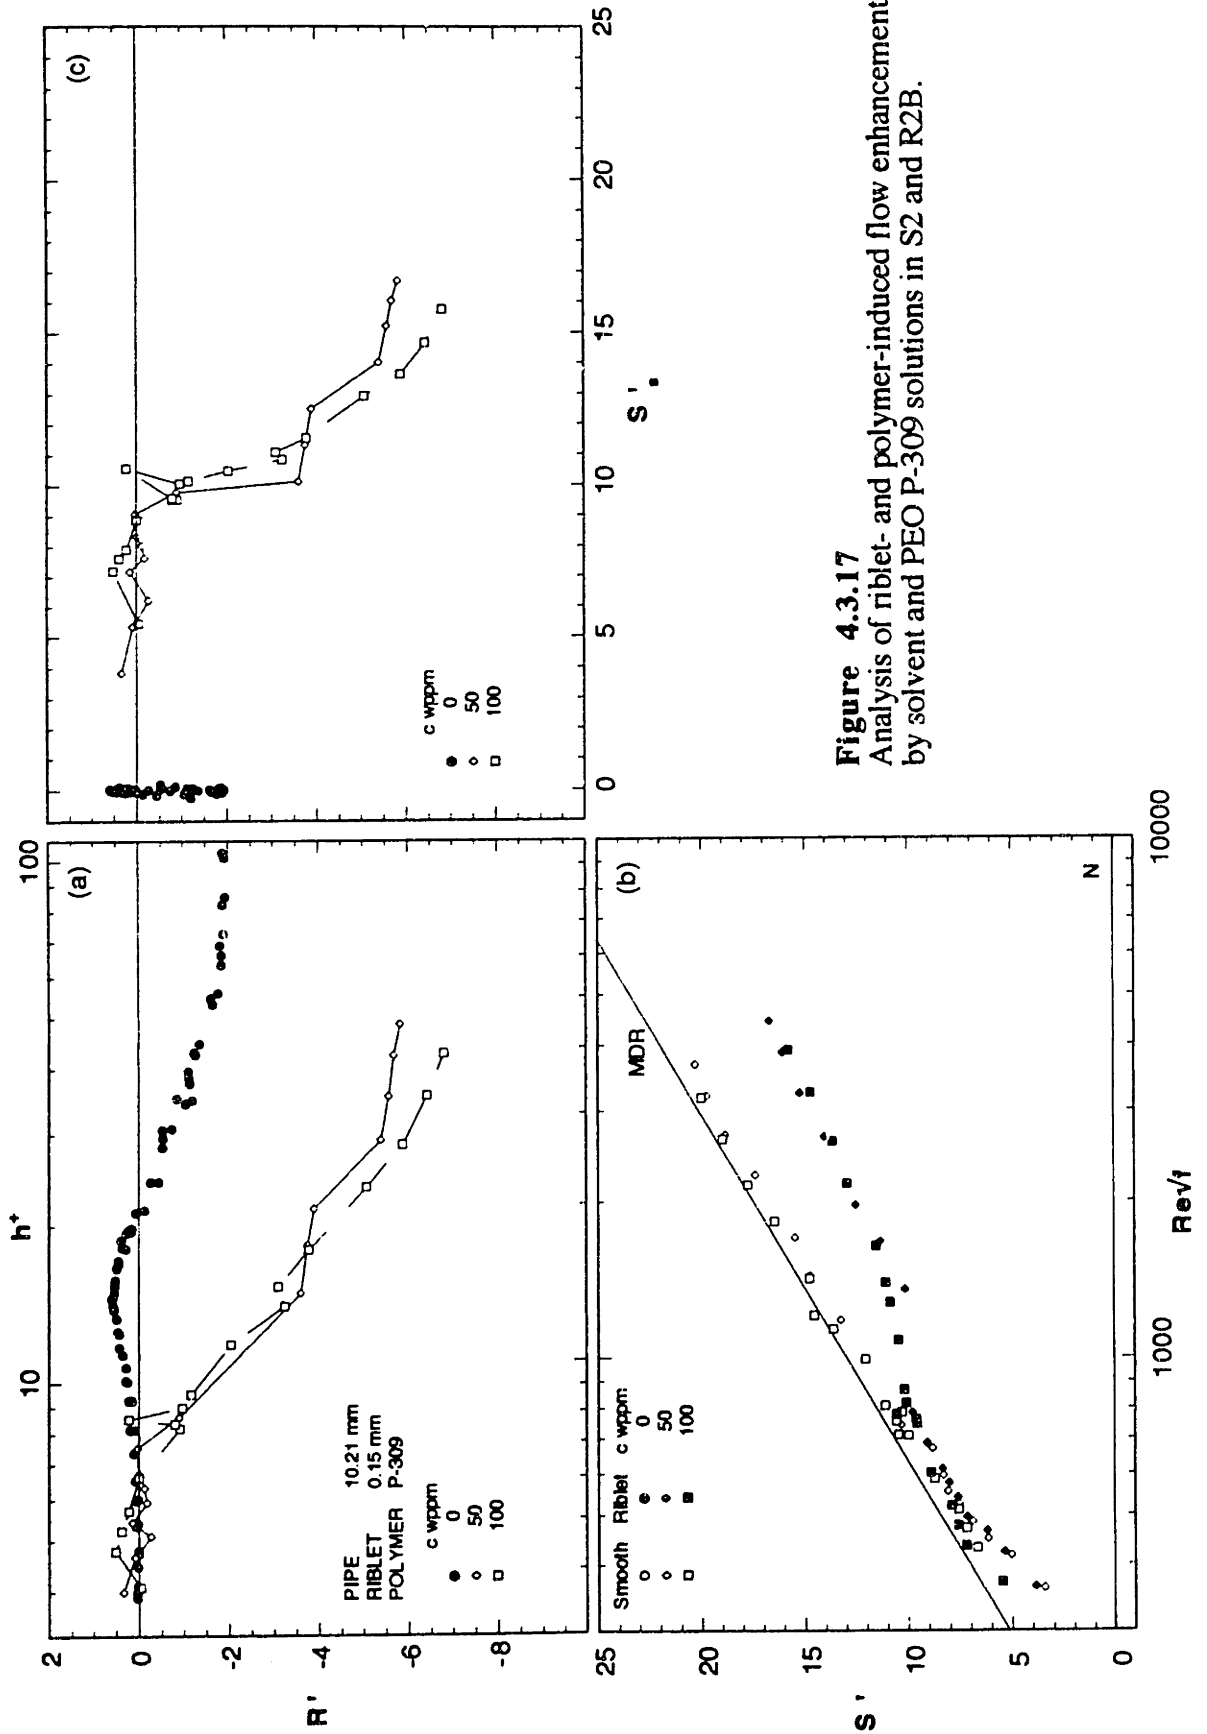 h⁺
10
100
(a)
2
0
-2
-4
-6
-8
R'
PIPE 10.21 mm
RIBLET 0.15 mm
POLYMER P-309
c wppm
0
50
100
(c)
c wppm
0
50
100
0
5
10
15
20
25
S'
(b)
MDR
N
Smooth Riblet c wppm
0
50
100
25
20
15
10
5
0
S'
1000
10000
Re√f
Figure 4.3.17
Analysis of riblet- and polymer-induced flow enhancement
by solvent and PEO P-309 solutions in S2 and R2B.